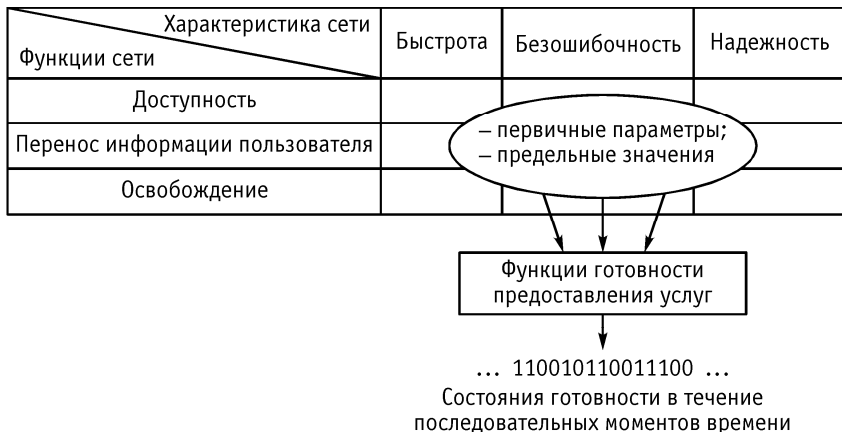 Характеристика сети
Функции сети
Быстрота
Безошибочность
Надежность
Доступность
Перенос информации пользователя
Освобождение
– первичные параметры;
– предельные значения
Функции готовности
предоставления услуг
... 110010110011100 ...
Состояния готовности в течение
последовательных моментов времени